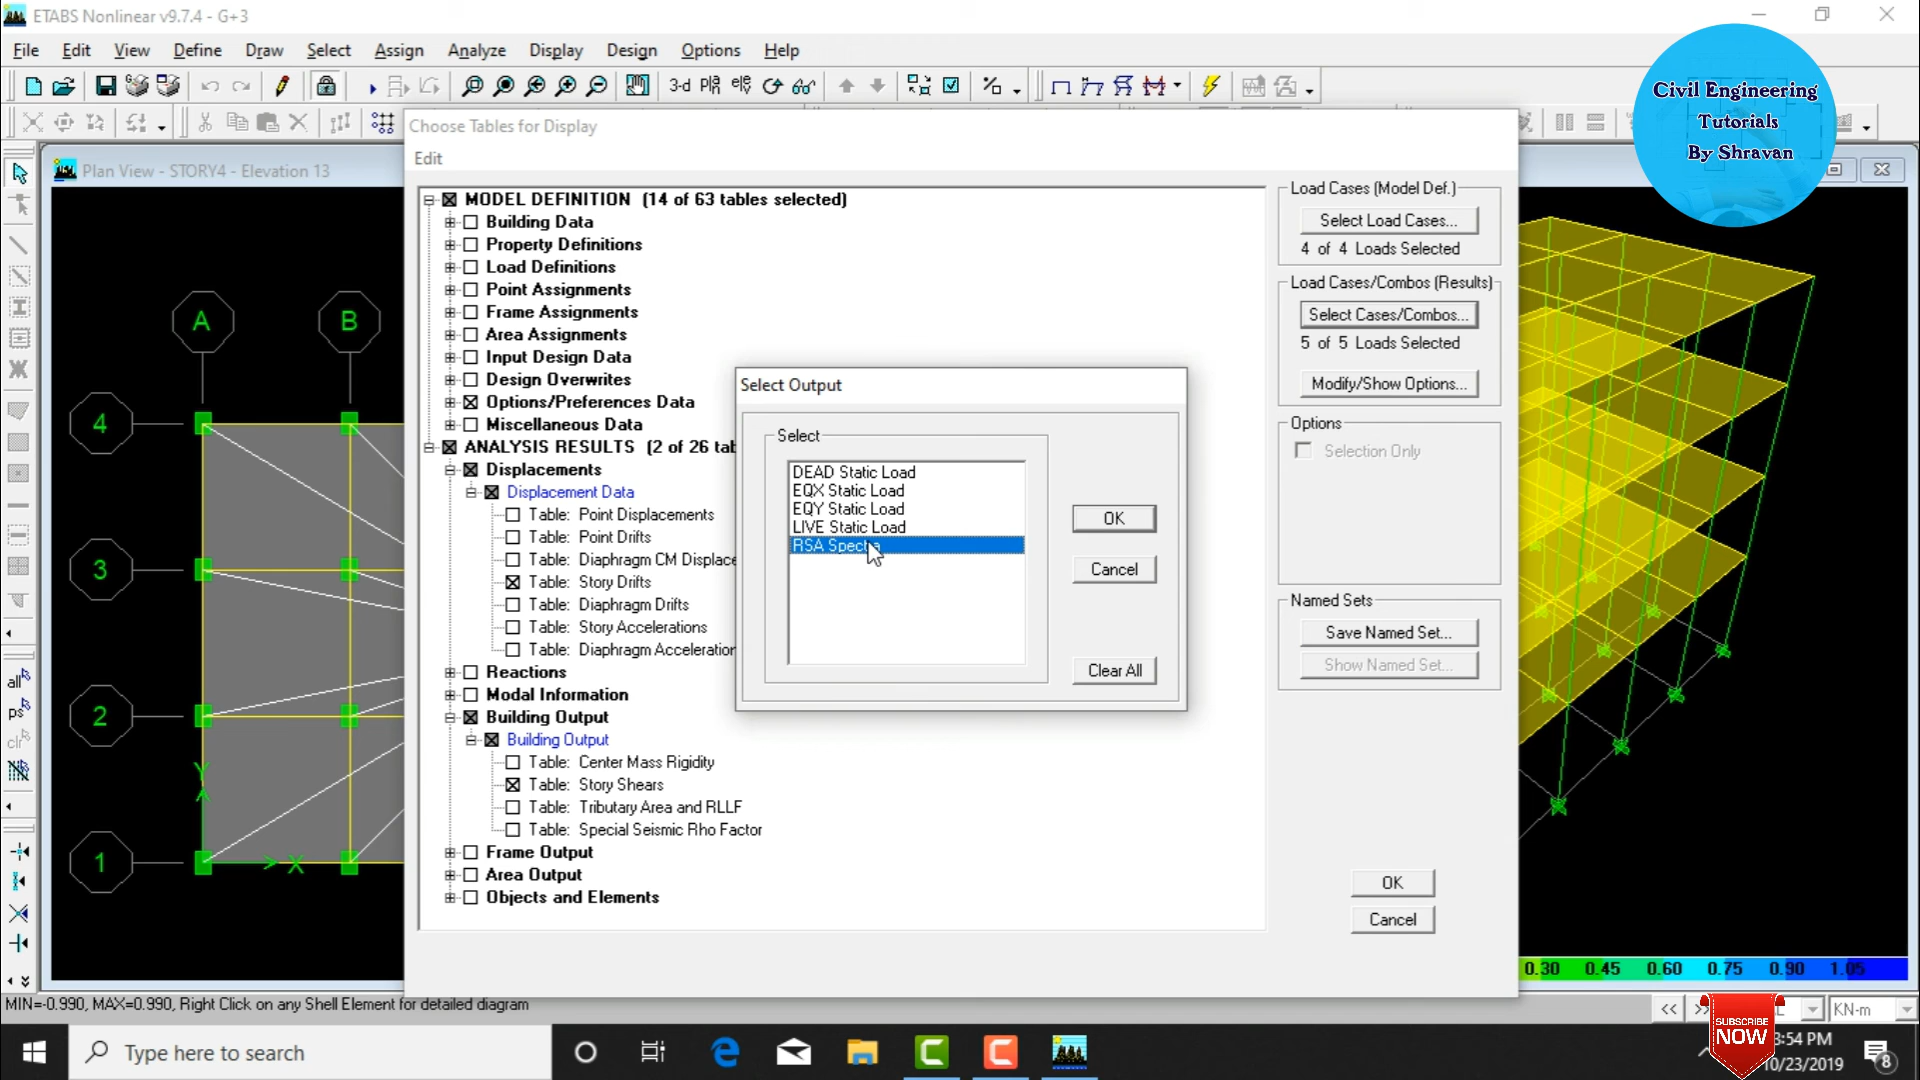 ETABS Nonlinear v9.7.4 - G+3
File Edit View Define Draw Select Assign Analyze Display Design Options Help
3-d
Civil Engineering
Tutorials
By Shravan
Plan View - STORY4 - Elevation 13
A
B
4
3
2
1
X
Y
all
ps
clr
Choose Tables for Display
Edit
MODEL DEFINITION (14 of 63 tables selected)
Building Data
Property Definitions
Load Definitions
Point Assignments
Frame Assignments
Area Assignments
Input Design Data
Design Overwrites
Options/Preferences Data
Miscellaneous Data
ANALYSIS RESULTS (2 of 26 tab
Displacements
Displacement Data
Table: Point Displacements
Table: Point Drifts
Table: Diaphragm CM Displace
Table: Story Drifts
Table: Diaphragm Drifts
Table: Story Accelerations
Table: Diaphragm Acceleration
Reactions
Modal Information
Building Output
Building Output
Table: Center Mass Rigidity
Table: Story Shears
Table: Tributary Area and RLLF
Table: Special Seismic Rho Factor
Frame Output
Area Output
Objects and Elements
Select Output
Select
DEAD Static Load
EQX Static Load
EQY Static Load
LIVE Static Load
RSA Spectra
OK
Cancel
Clear All
Load Cases (Model Def.)
Select Load Cases...
4 of 4 Loads Selected
Load Cases/Combos (Results)
Select Cases/Combos...
5 of 5 Loads Selected
Modify/Show Options...
Options
Selection Only
Named Sets
Save Named Set...
Show Named Set...
OK
Cancel
0.30 0.45 0.60 0.75 0.90 1.05
MIN=-0.990, MAX=0.990, Right Click on any Shell Element for detailed diagram
<< >>
KN-m
SUBSCRIBE
NOW
Type here to search
3:54 PM
10/23/2019
8